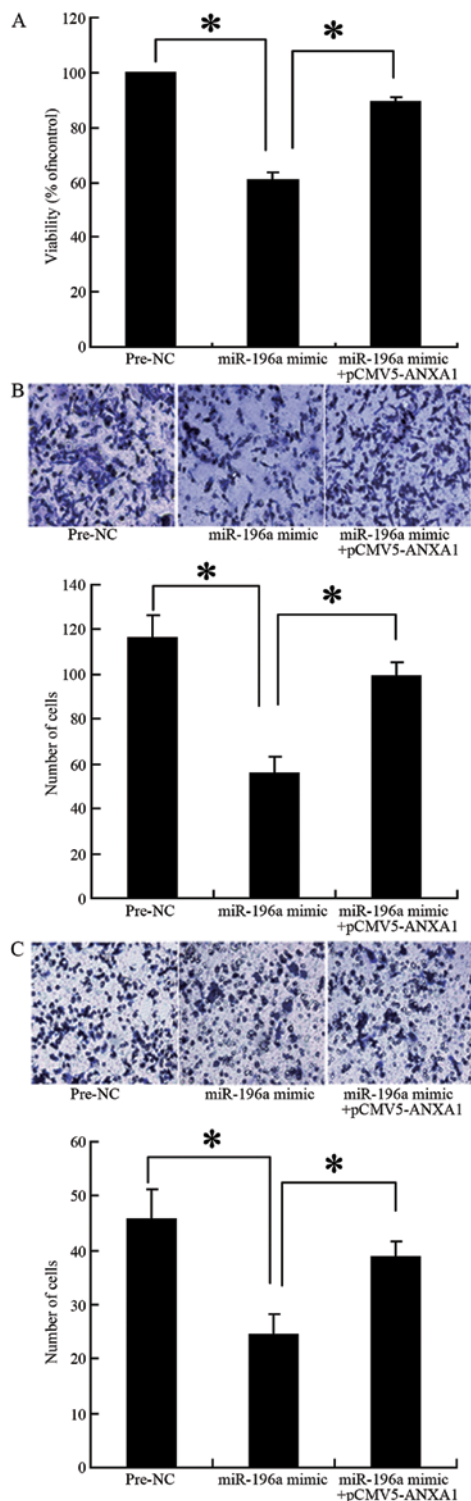 A
*
*
120
100
80
60
40
20
0
Viability (% ofncontrol)
Pre-NC
miR-196a mimic
miR-196a mimic
+pCMV5-ANXA1
B
Pre-NC
miR-196a mimic
miR-196a mimic
+pCMV5-ANXA1
*
*
140
120
100
80
60
40
20
0
Number of cells
Pre-NC
miR-196a mimic
miR-196a mimic
+pCMV5-ANXA1
C
Pre-NC
miR-196a mimic
miR-196a mimic
+pCMV5-ANXA1
*
*
60
50
40
30
20
10
0
Number of cells
Pre-NC
miR-196a mimic
miR-196a mimic
+pCMV5-ANXA1